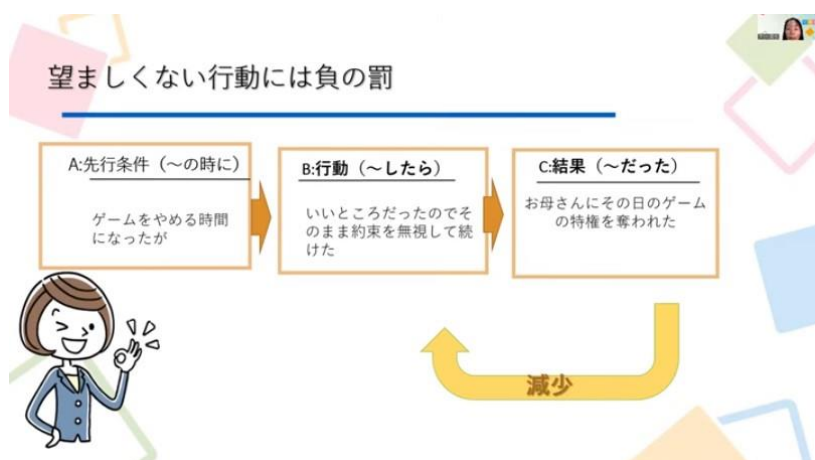 望ましくない行動には負の罰
A:先行条件（～の時に）
ゲームをやめる時間
になったが
B:行動（～したら）
いいところだったのでそ
のまま約束を無視して続
けた
C:結果（～だった）
お母さんにその日のゲーム
の特権を奪われた
減少